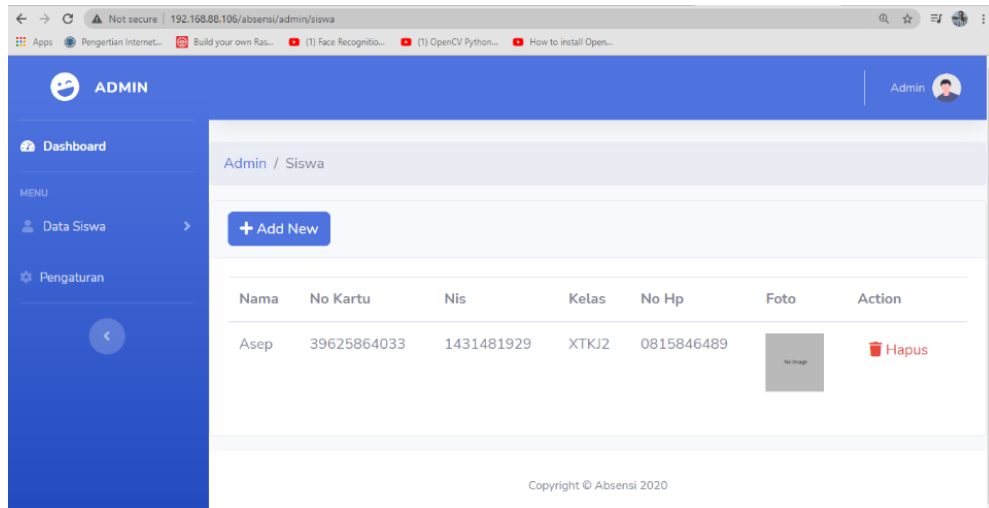 Not secure | 192.168.88.106/absensi/admin/siswa
Apps Pengertian Internet... Build your own Ras... (1) Face Recognitio... (1) OpenCV Python... How to install Open...
ADMIN
Admin
Dashboard
Admin / Siswa
MENU
Data Siswa
+ Add New
Pengaturan
Nama No Kartu Nis Kelas No Hp Foto Action
Asep 39625864033 1431481929 XTKJ2 0815846489 No Image Hapus
Copyright © Absensi 2020